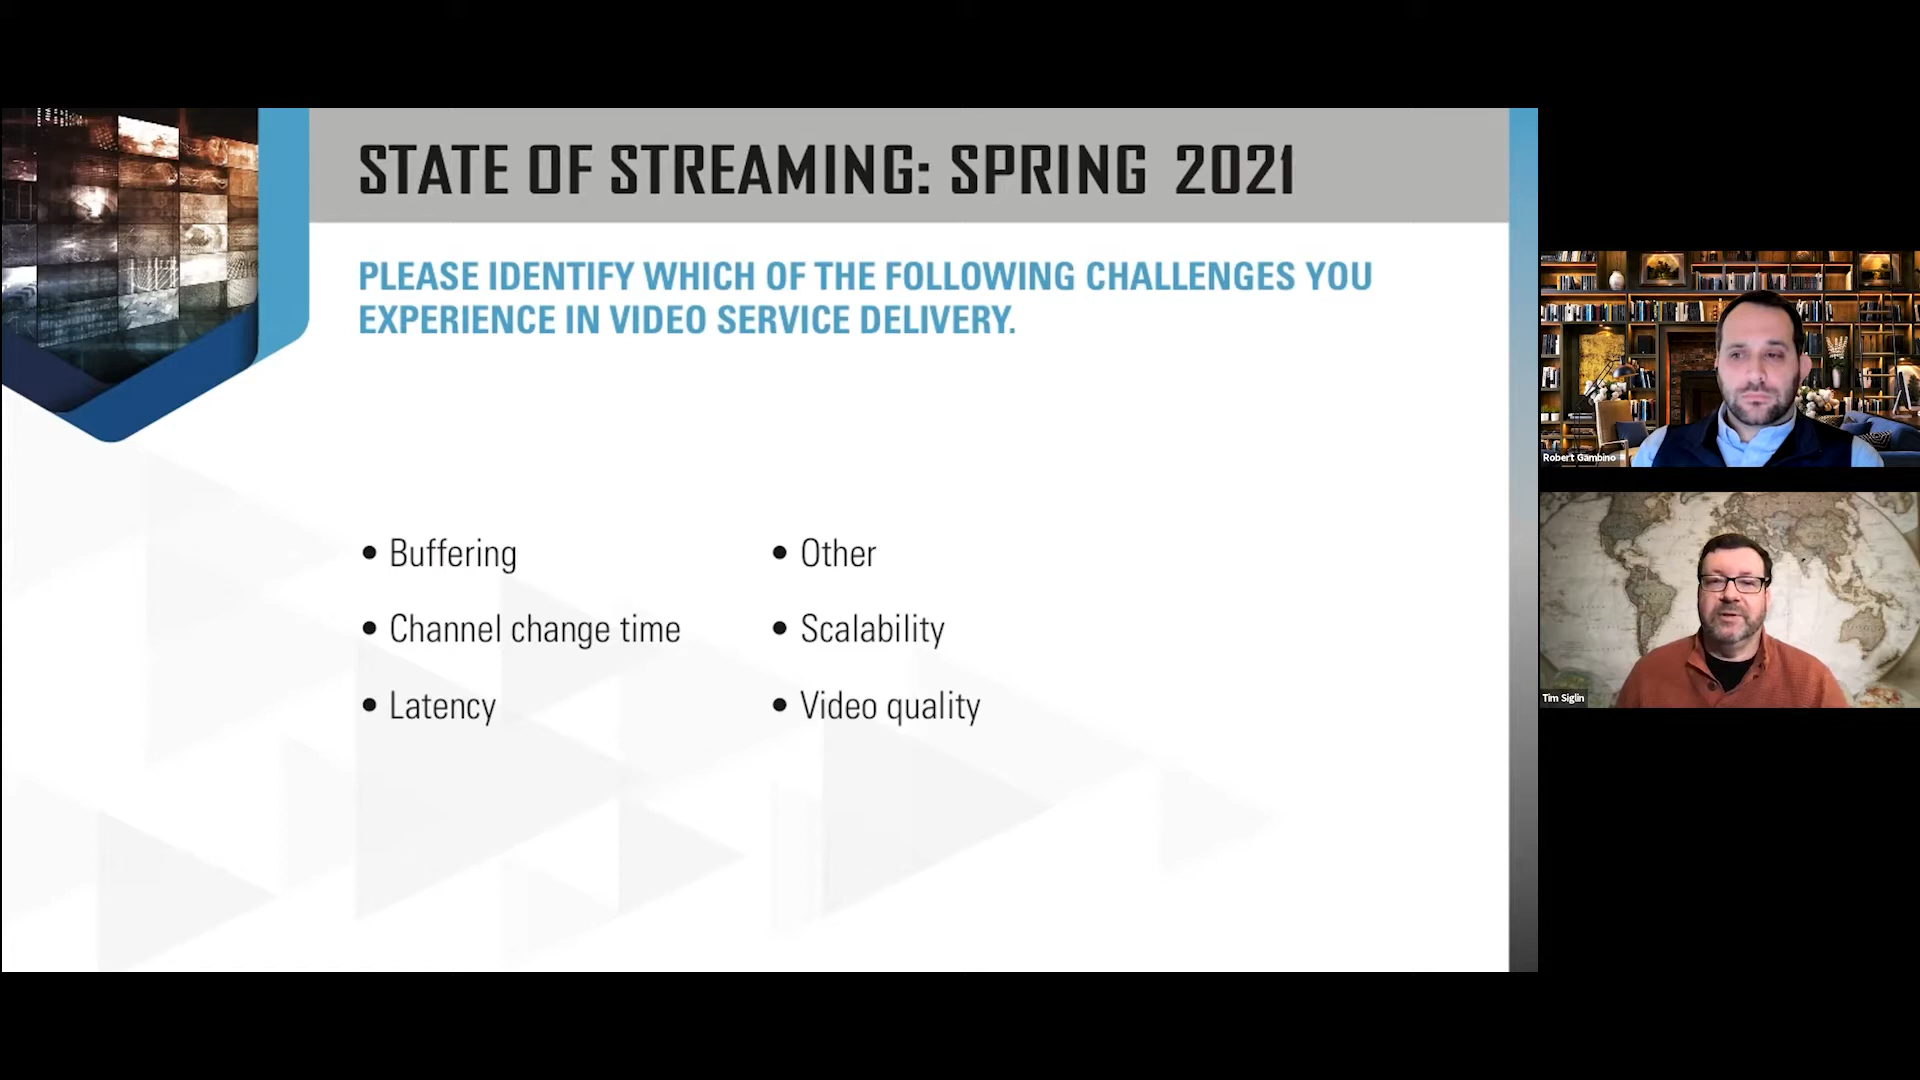 STATE OF STREAMING: SPRING 2021
PLEASE IDENTIFY WHICH OF THE FOLLOWING CHALLENGES YOU
EXPERIENCE IN VIDEO SERVICE DELIVERY.
• Buffering
• Channel change time
• Latency
• Other
• Scalability
• Video quality
Robert Gambino
Tim Siglin